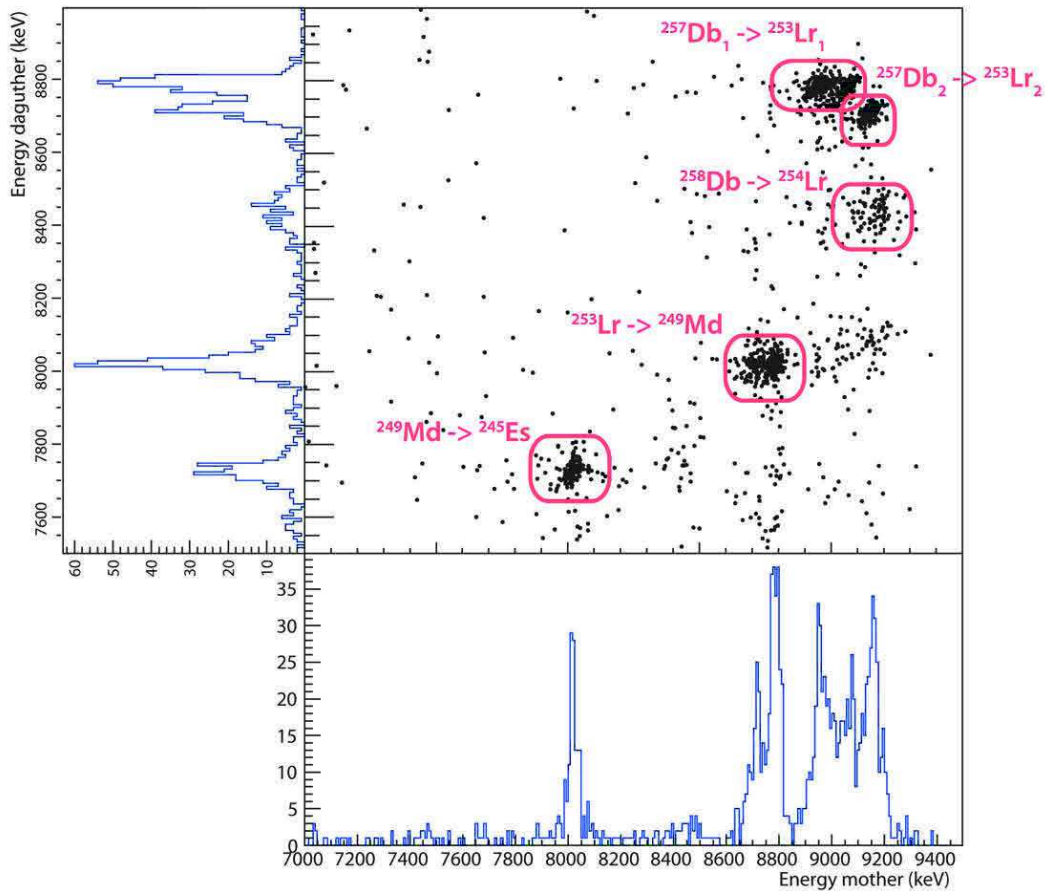 Energy daguther (keV)
8800
8600
8400
8200
8000
7800
7600
60
50
40
30
20
10
²⁵⁷Db₁ -> ²⁵³Lr₁
²⁵⁷Db₂ -> ²⁵³Lr₂
²⁵⁸Db -> ²⁵⁴Lr
²⁵³Lr -> ²⁴⁹Md
²⁴⁹Md -> ²⁴⁵Es
35
30
25
20
15
10
5
0
7000 7200 7400 7600 7800 8000 8200 8400 8600 8800 9000 9200 9400
Energy mother (keV)